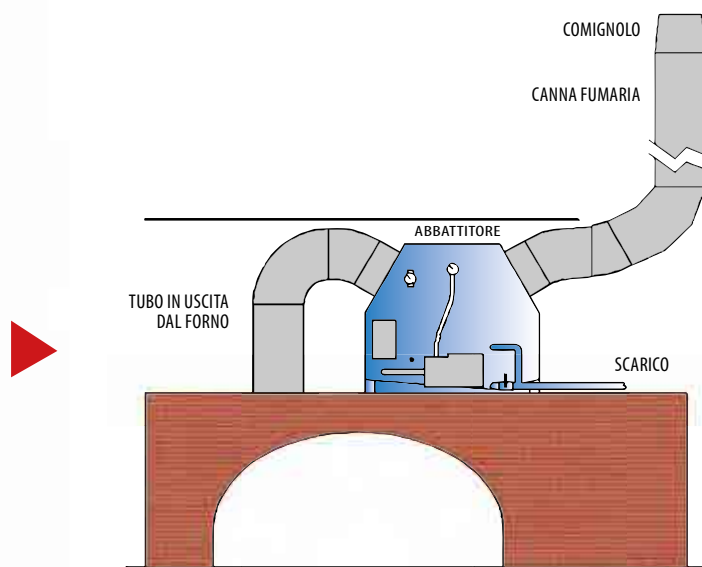 COMIGNOLO
CANNA FUMARIA
ABBATTITORE
TUBO IN USCITA
DAL FORNO
SCARICO